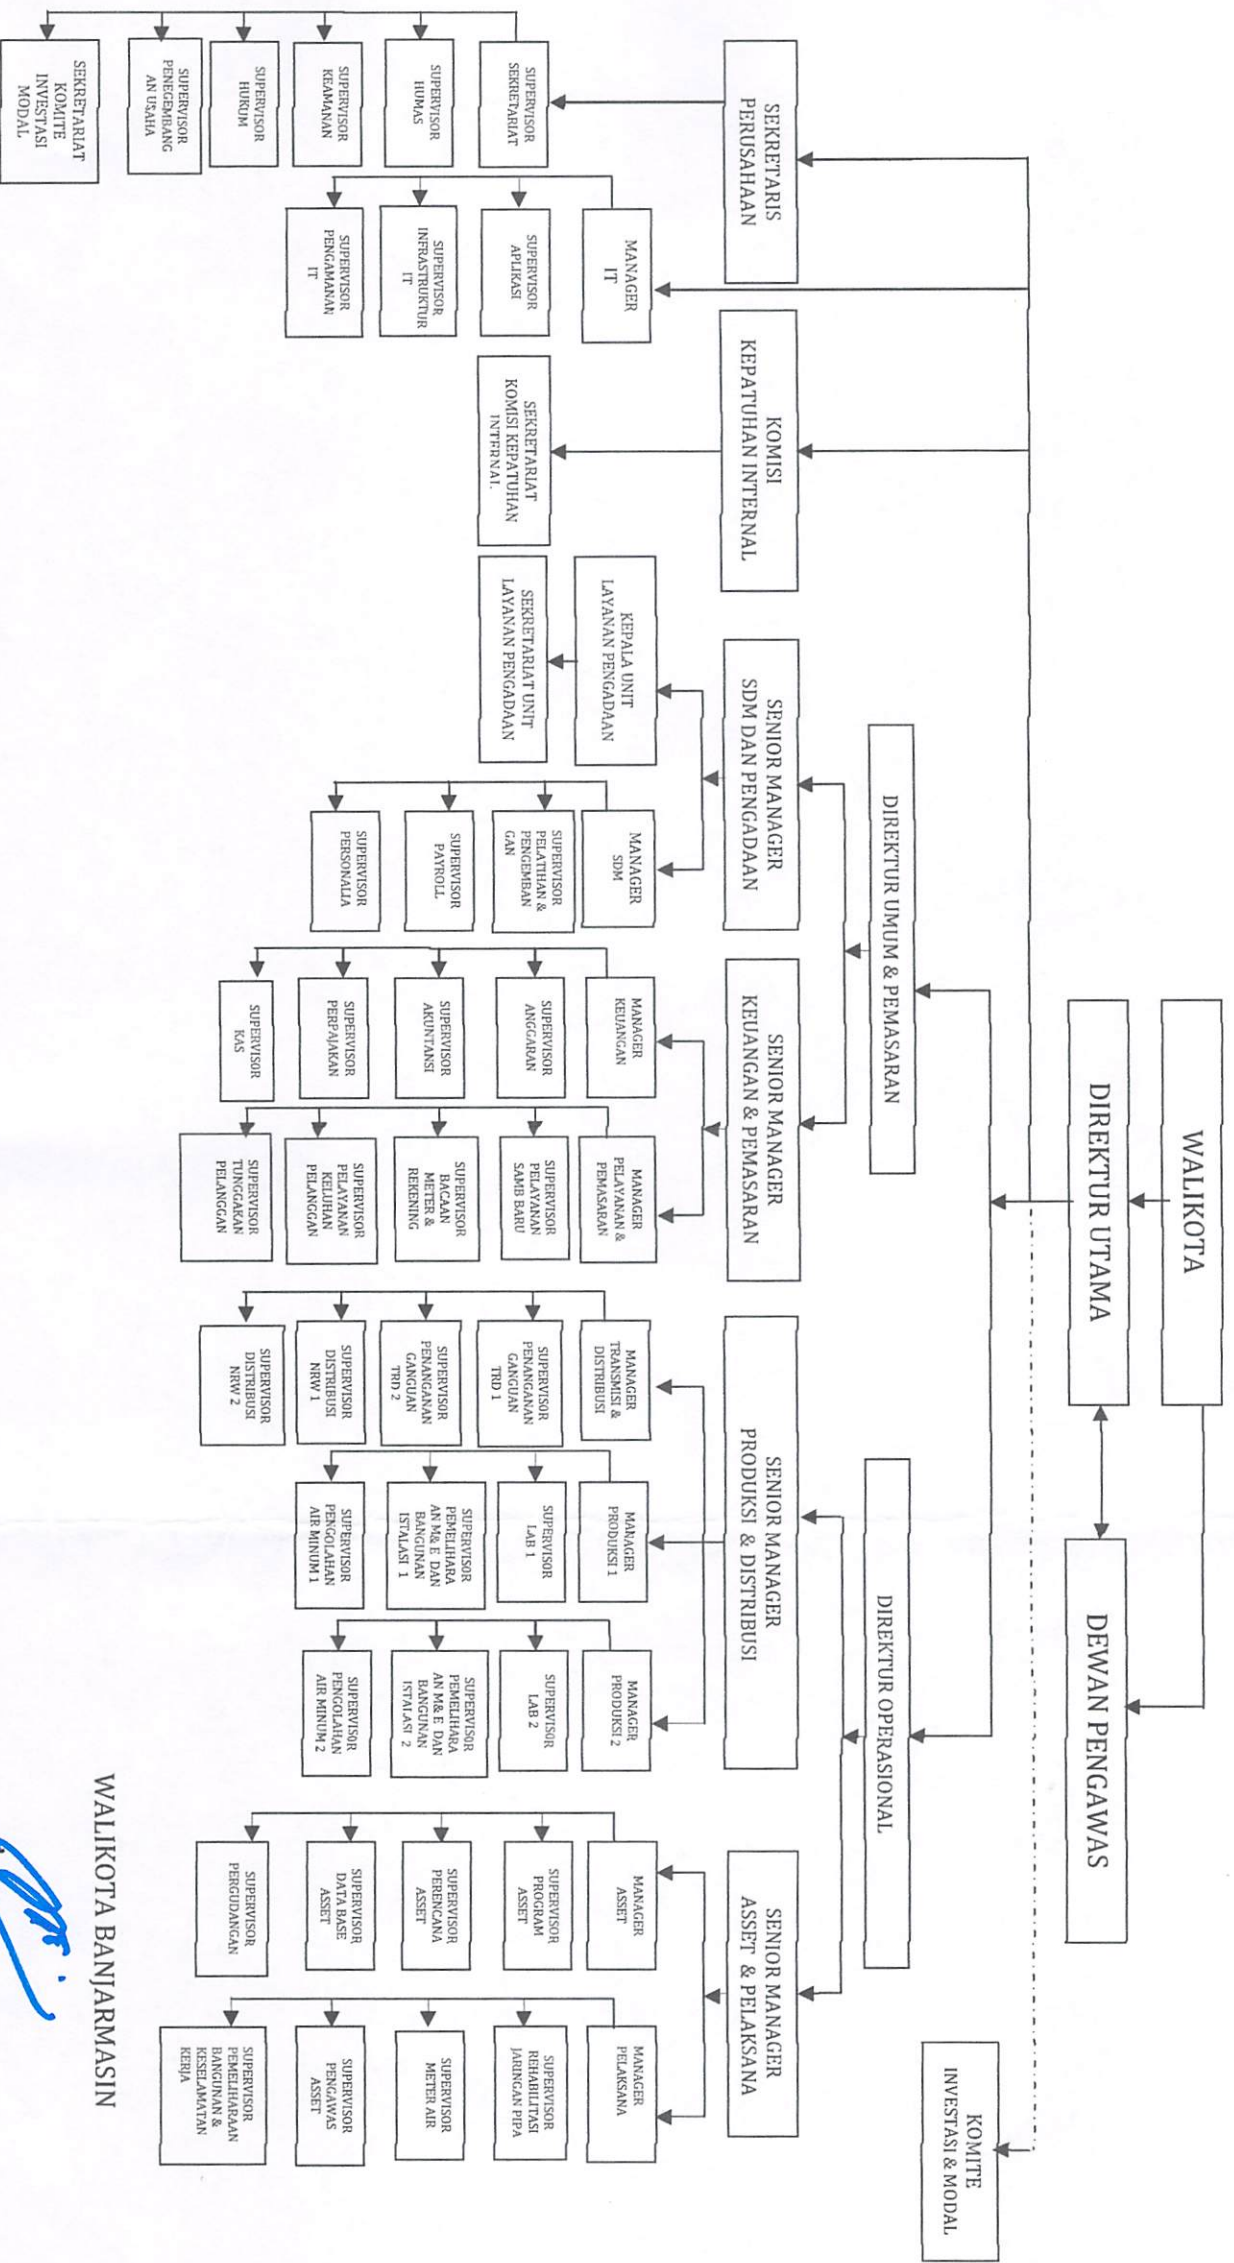 WALIKOTA
DIREKTUR UTAMA
DEWAN PENGAWAS
KOMITE
INVESTASI & MODAL
DIREKTUR UMUM & PEMASARAN
DIREKTUR OPERASIONAL
SEKRETARIS
PERUSAHAAN
KOMISI
KEPATUHAN INTERNAL
SENIOR MANAGER
SDM DAN PENGADAAN
SENIOR MANAGER
KEUANGAN & PEMASARAN
SENIOR MANAGER
PRODUKSI & DISTRIBUSI
SENIOR MANAGER
ASSET & PELAKSANA
SUPERVISOR
SEKRETARIAT
SUPERVISOR
HUMAS
SUPERVISOR
KEAMANAN
SUPERVISOR
HUKUM
SUPERVISOR
PENEGEMBANG
AN USAHA
SEKRETARIAT
KOMITE
INVESTASI
MODAL
MANAGER
IT
SUPERVISOR
APLIKASI
SUPERVISOR
INFRASTRUKTUR
IT
SUPERVISOR
PENGAMANAN
IT
SEKRETARIAT
KOMISI KEPATUHAN
INTERNAL
KEPALA UNIT
LAYANAN PENGADAAN
SEKRETARIAT UNIT
LAYANAN PENGADAAN
MANAGER
SDM
SUPERVISOR
PELATIHAN &
PENGEMBAN
GAN
SUPERVISOR
PAYROLL
SUPERVISOR
PERSONALIA
MANAGER
KEUANGAN
SUPERVISOR
ANGGARAN
SUPERVISOR
AKUNTANSI
SUPERVISOR
PERPAJAKAN
SUPERVISOR
KAS
MANAGER
PELAYANAN &
PEMASARAN
SUPERVISOR
PELAYANAN
SAMB BARU
SUPERVISOR
BACAAN
METER &
REKENING
SUPERVISOR
PELAYANAN
KELUHAN
PELANGGAN
SUPERVISOR
TUNGGAKAN
PELANGGAN
MANAGER
TRANSMISI &
DISTRIBUSI
SUPERVISOR
PENANGANAN
GANGUAN
TRD 1
SUPERVISOR
PENANGANAN
GANGUAN
TRD 2
SUPERVISOR
DISTRIBUSI
NRW 1
SUPERVISOR
DISTRIBUSI
NRW 2
MANAGER
PRODUKSI 1
SUPERVISOR
LAB 1
SUPERVISOR
PEMELIHARA
AN M& E DAN
BANGUNAN
ISTALASI 1
SUPERVISOR
PENGOLAHAN
AIR MINUM 1
MANAGER
PRODUKSI 2
SUPERVISOR
LAB 2
SUPERVISOR
PEMELIHARA
AN M& E DAN
BANGUNAN
ISTALASI 2
SUPERVISOR
PENGOLAHAN
AIR MINUM 2
MANAGER
ASSET
SUPERVISOR
PROGRAM
ASSET
SUPERVISOR
PERENCANA
ASSET
SUPERVISOR
DATA BASE
ASSET
SUPERVISOR
PERGUDANGAN
MANAGER
PELAKSANA
SUPERVISOR
REHABILITASI
JARINGAN PIPA
SUPERVISOR
METER AIR
SUPERVISOR
PENGAWAS
ASSET
SUPERVISOR
PEMELIHARAAN
BANGUNAN &
KESELAMATAN
KERJA
WALIKOTA BANJARMASIN